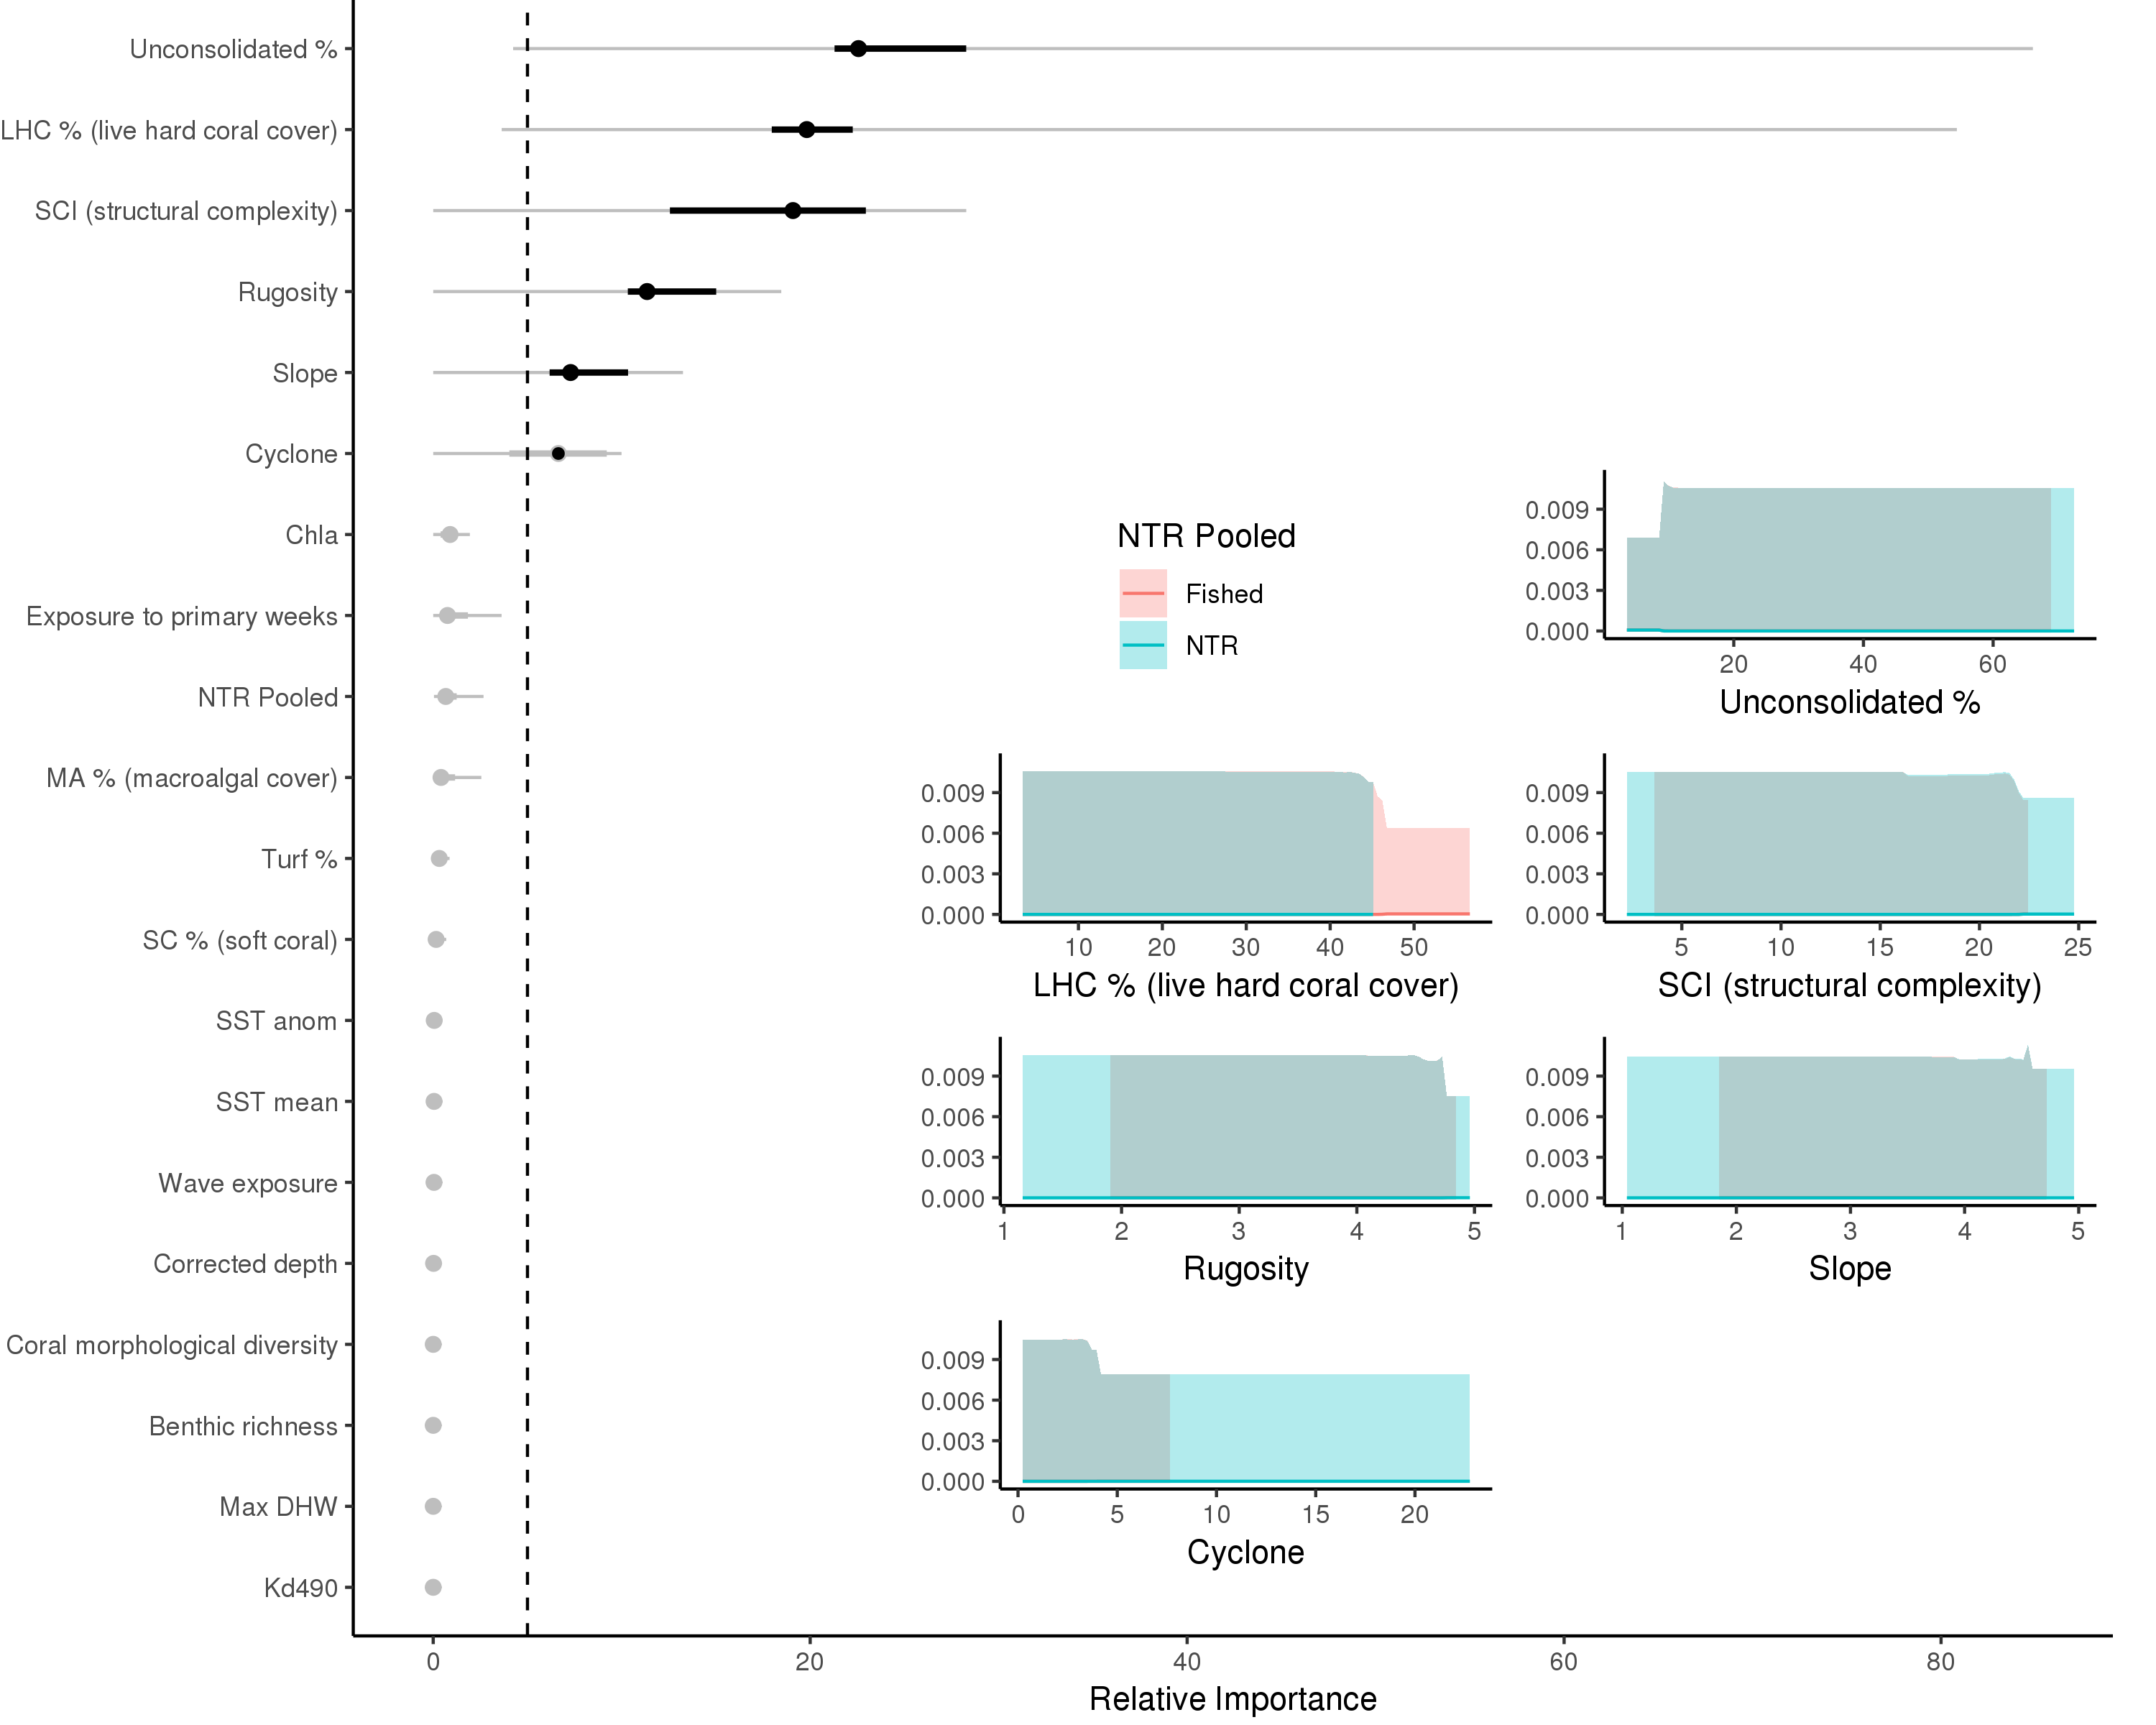 Unconsolidated %
LHC % (live hard coral cover)
SCI (structural complexity)
Rugosity
Slope
Cyclone
Chla
Exposure to primary weeks
NTR Pooled
MA % (macroalgal cover)
Turf %
SC % (soft coral)
SST anom
SST mean
Wave exposure
Corrected depth
Coral morphological diversity
Benthic richness
Max DHW
Kd490
0 20 40 60 80
Relative Importance
NTR Pooled
Fished
NTR
0.009
0.006
0.003
0.000
20 40 60
Unconsolidated %
0.009
0.006
0.003
0.000
10 20 30 40 50
LHC % (live hard coral cover)
0.009
0.006
0.003
0.000
5 10 15 20 25
SCI (structural complexity)
0.009
0.006
0.003
0.000
1 2 3 4 5
Rugosity
0.009
0.006
0.003
0.000
1 2 3 4 5
Slope
0.009
0.006
0.003
0.000
0 5 10 15 20
Cyclone